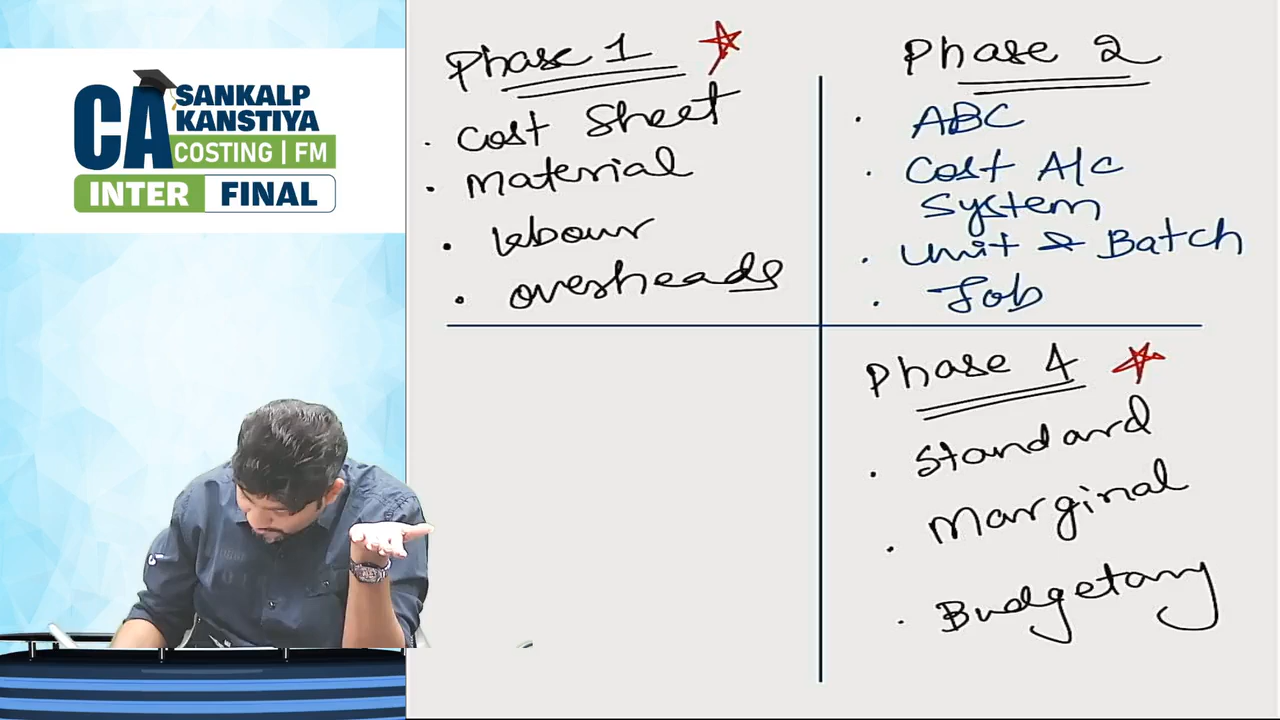 CA SANKALP
KANSTIYA
COSTING | FM
INTER FINAL
Phase 1
• Cost Sheet
• Material
• Labour
• overheads
Phase 2
• ABC
• Cost A/c
System
• Unit & Batch
• Job
Phase 4
• Standard
• Marginal
• Budgetary